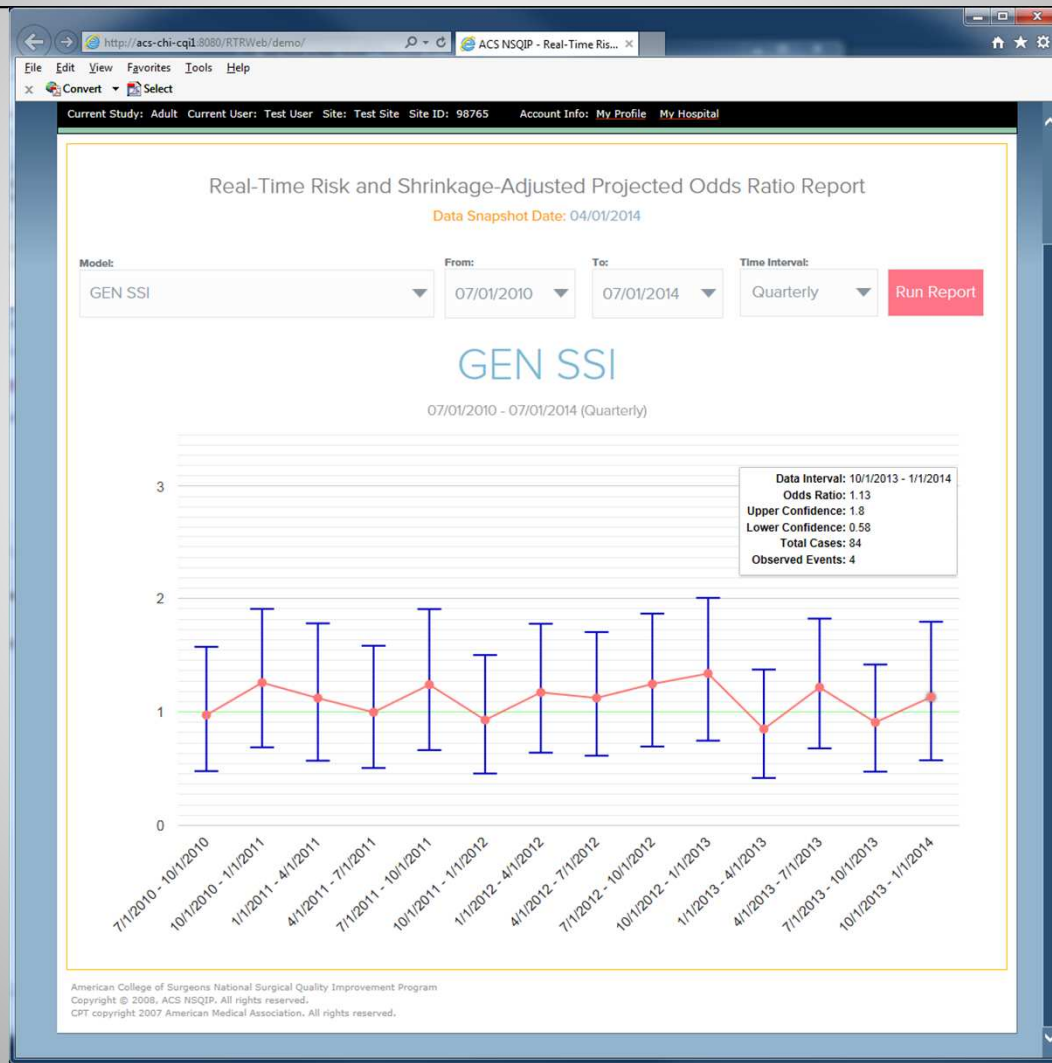 http://acs-chi-cqi1:8080/RTRWeb/demo/
ACS NSQIP - Real-Time Ris...
File Edit View Favorites Tools Help
x Convert Select
Current Study: Adult Current User: Test User Site: Test Site Site ID: 98765 Account Info: My Profile My Hospital
Real-Time Risk and Shrinkage-Adjusted Projected Odds Ratio Report
Data Snapshot Date: 04/01/2014
Model: From: To: Time Interval:
GEN SSI 07/01/2010 07/01/2014 Quarterly Run Report
GEN SSI
07/01/2010 - 07/01/2014 (Quarterly)
Data Interval: 10/1/2013 - 1/1/2014
Odds Ratio: 1.13
Upper Confidence: 1.8
Lower Confidence: 0.58
Total Cases: 84
Observed Events: 4
3
2
1
0
7/1/2010 - 10/1/2010
10/1/2010 - 1/1/2011
1/1/2011 - 4/1/2011
4/1/2011 - 7/1/2011
7/1/2011 - 10/1/2011
10/1/2011 - 1/1/2012
1/1/2012 - 4/1/2012
4/1/2012 - 7/1/2012
7/1/2012 - 10/1/2012
10/1/2012 - 1/1/2013
1/1/2013 - 4/1/2013
4/1/2013 - 7/1/2013
7/1/2013 - 10/1/2013
10/1/2013 - 1/1/2014
American College of Surgeons National Surgical Quality Improvement Program
Copyright © 2008, ACS NSQIP. All rights reserved.
CPT copyright 2007 American Medical Association. All rights reserved.